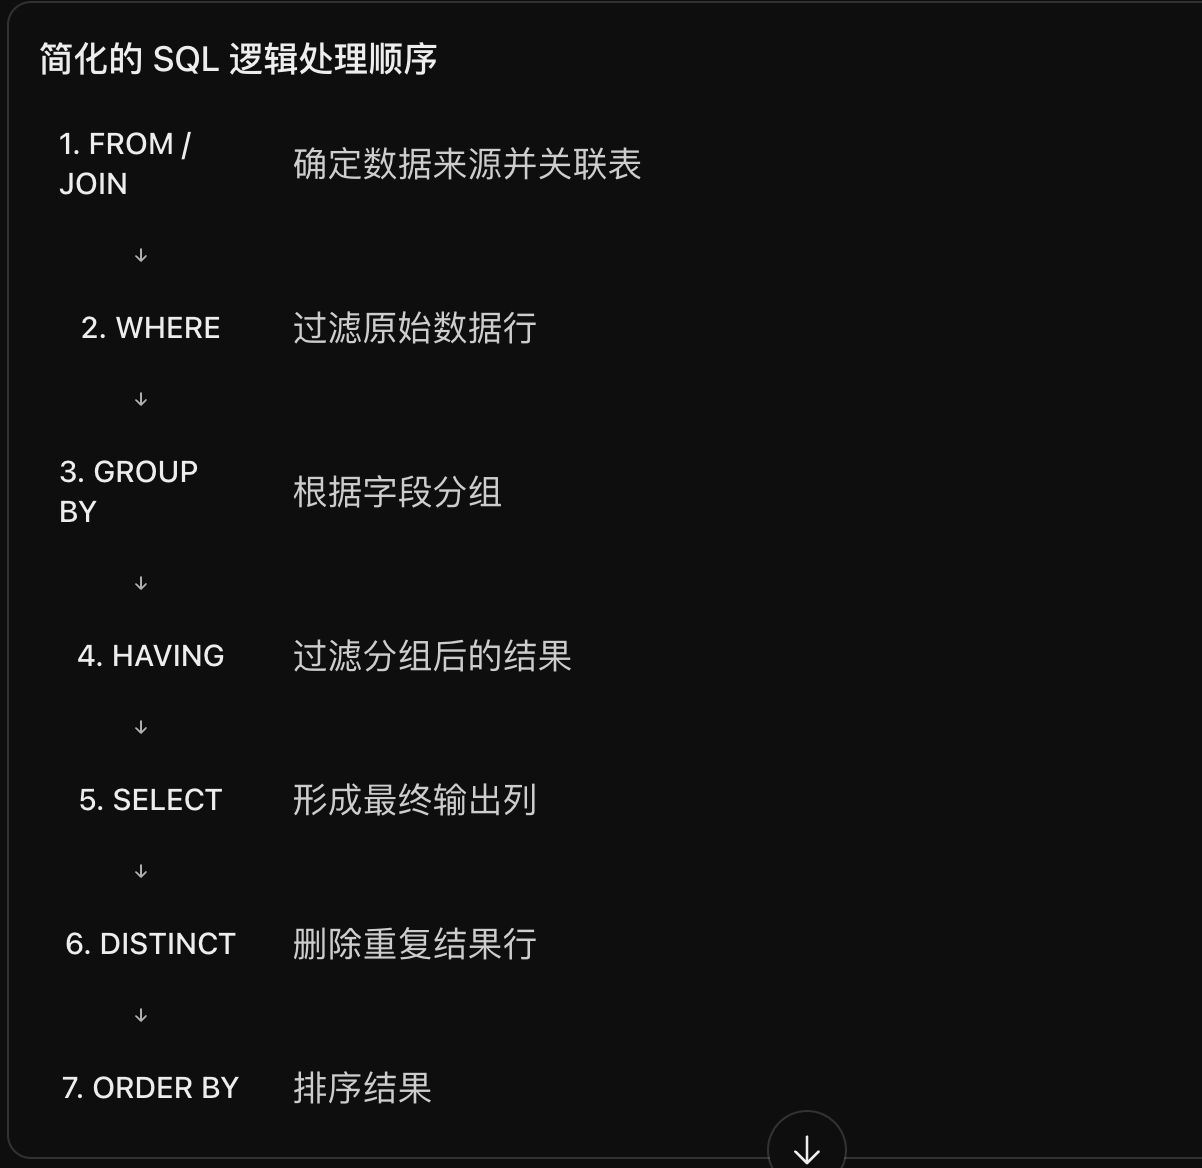 简化的 SQL 逻辑处理顺序
1. FROM /
JOIN
确定数据来源并关联表
↓
2. WHERE
过滤原始数据行
↓
3. GROUP
BY
根据字段分组
↓
4. HAVING
过滤分组后的结果
↓
5. SELECT
形成最终输出列
↓
6. DISTINCT
删除重复结果行
↓
7. ORDER BY
排序结果